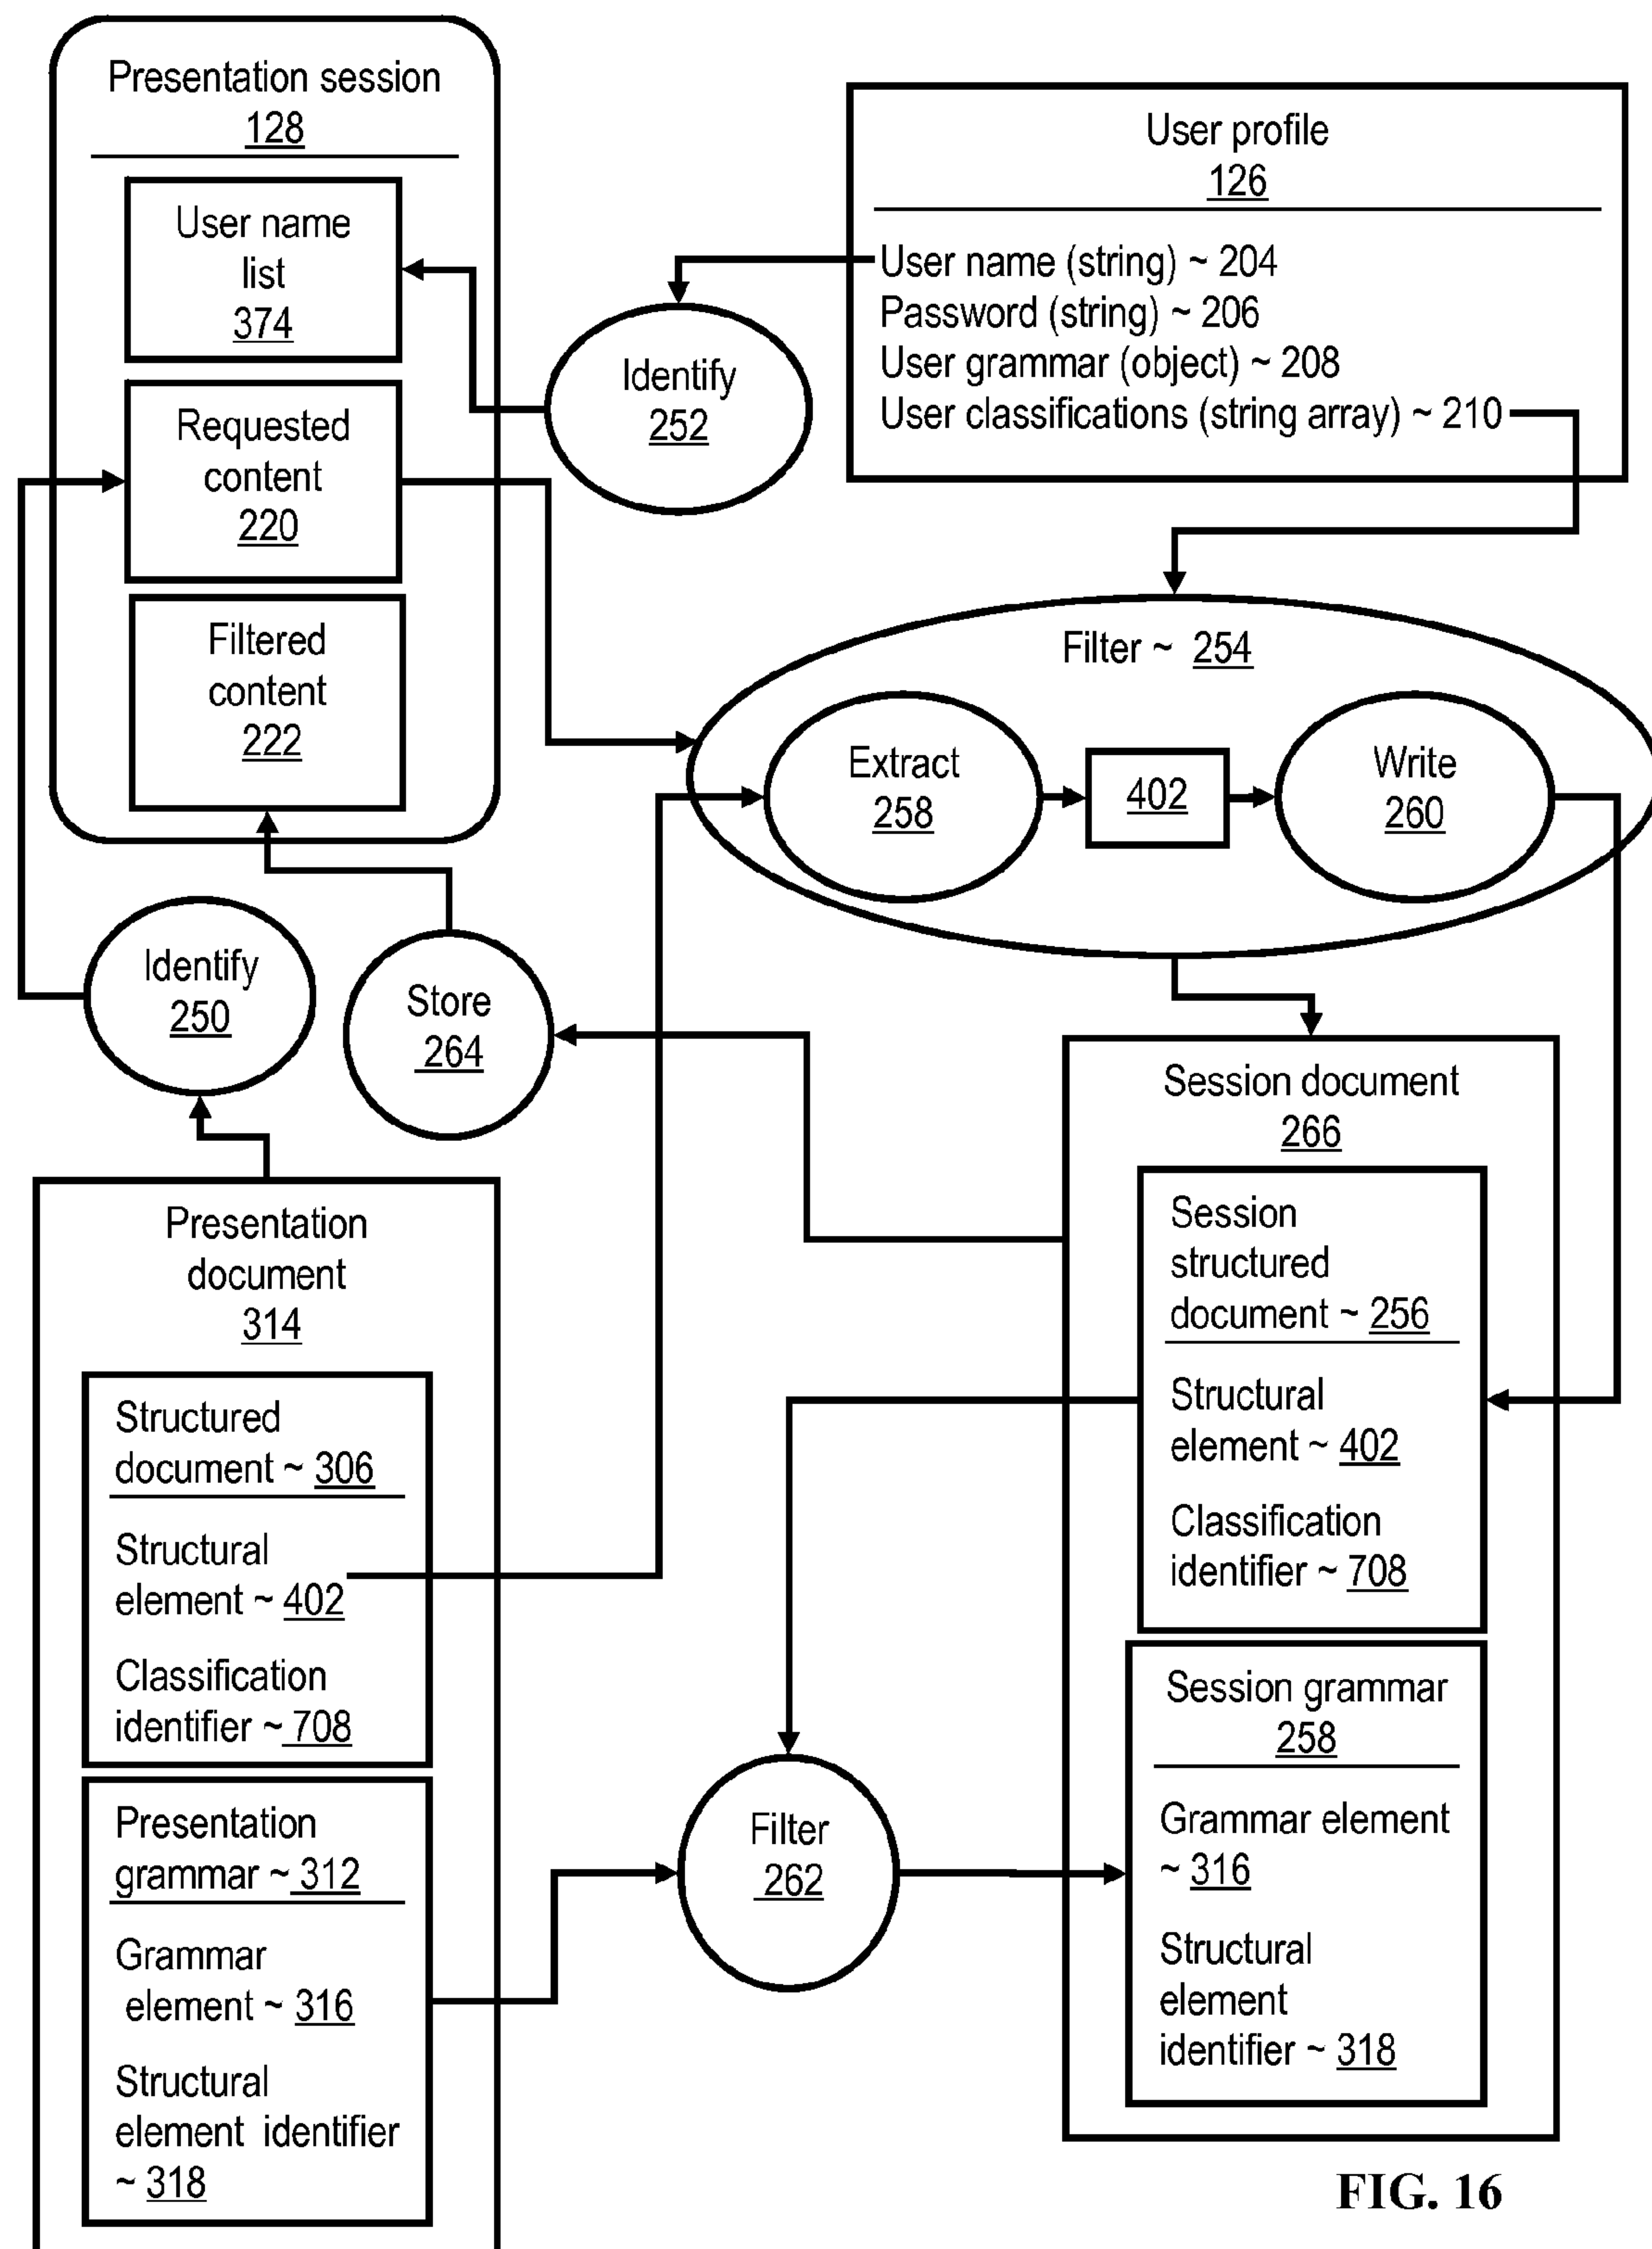 Presentation session
128
User name
list
374
Requested
content
220
Filtered
content
222
User profile
126
User name (string) ~ 204
Password (string) ~ 206
User grammar (object) ~ 208
User classifications (string array) ~ 210
Identify
252
Filter ~ 254
Extract
258
402
Write
260
Identify
250
Store
264
Presentation
document
314
Structured
document ~ 306
Structural
element ~ 402
Classification
identifier ~ 708
Presentation
grammar ~ 312
Grammar
element ~ 316
Structural
element identifier
~ 318
Filter
262
Session document
266
Session
structured
document ~ 256
Structural
element ~ 402
Classification
identifier ~ 708
Session grammar
258
Grammar element
~ 316
Structural
element
identifier ~ 318
FIG. 16